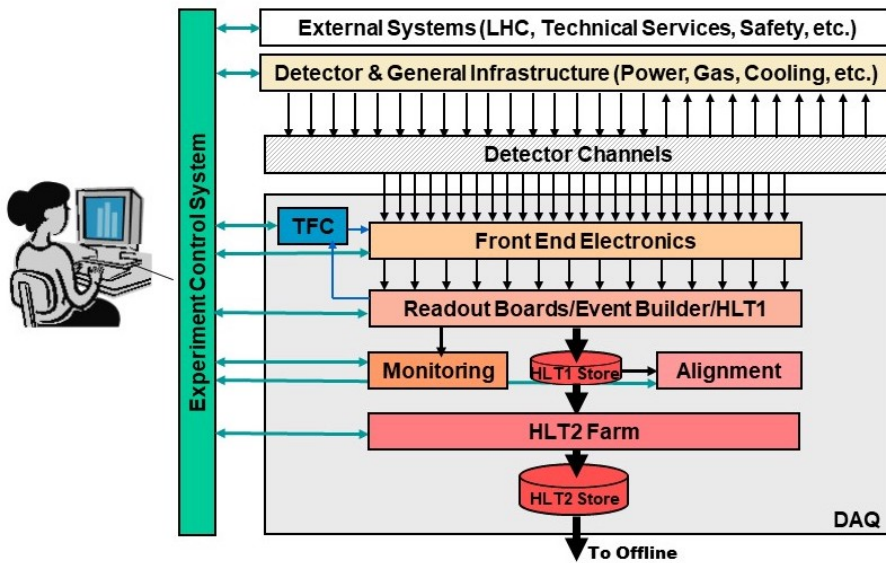 External Systems (LHC, Technical Services, Safety, etc.)
Detector & General Infrastructure (Power, Gas, Cooling, etc.)
Detector Channels
Experiment Control System
TFC
Front End Electronics
Readout Boards/Event Builder/HLT1
Monitoring
HLT1 Store
Alignment
HLT2 Farm
HLT2 Store
DAQ
To Offline